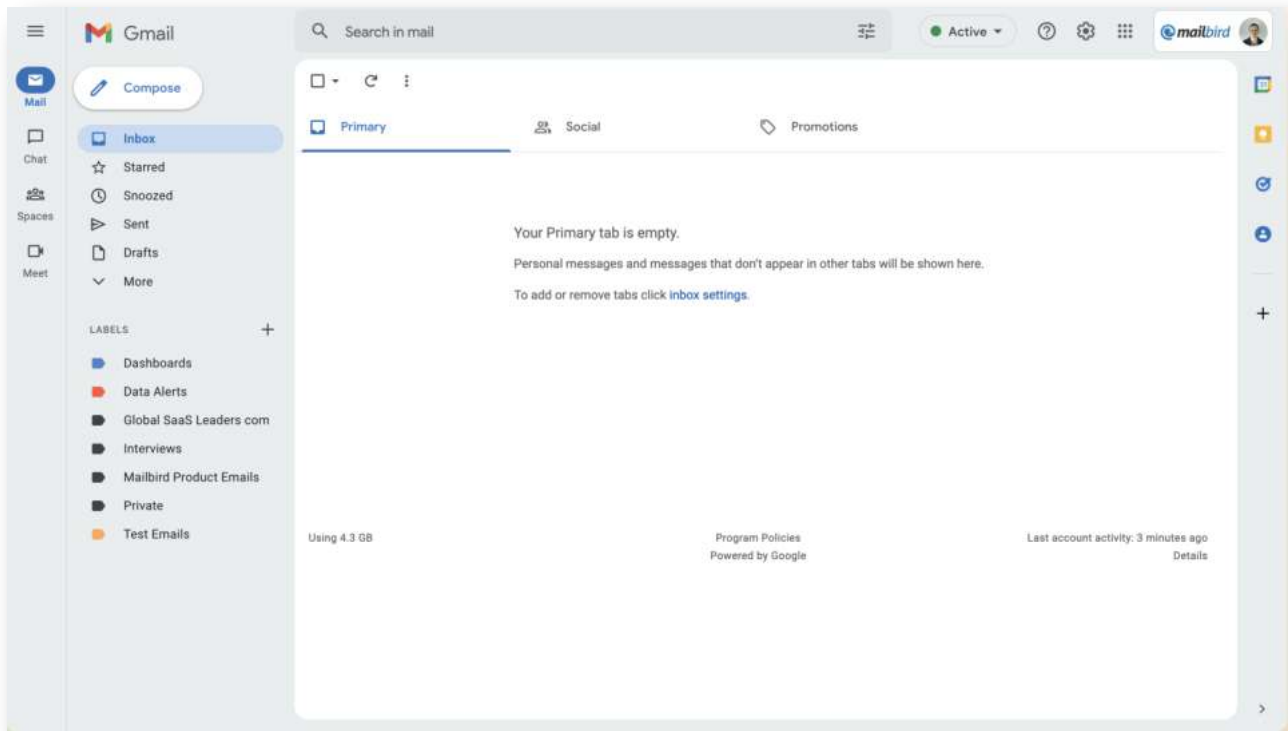 Gmail
Search in mail
Active
mailbird
Mail
Chat
Spaces
Meet
Compose
Inbox
Starred
Snoozed
Sent
Drafts
More
LABELS
Dashboards
Data Alerts
Global SaaS Leaders com
Interviews
Mailbird Product Emails
Private
Test Emails
Primary
Social
Promotions
Your Primary tab is empty.
Personal messages and messages that don't appear in other tabs will be shown here.
To add or remove tabs click inbox settings.
Using 4.3 GB
Program Policies
Powered by Google
Last account activity: 3 minutes ago
Details
31